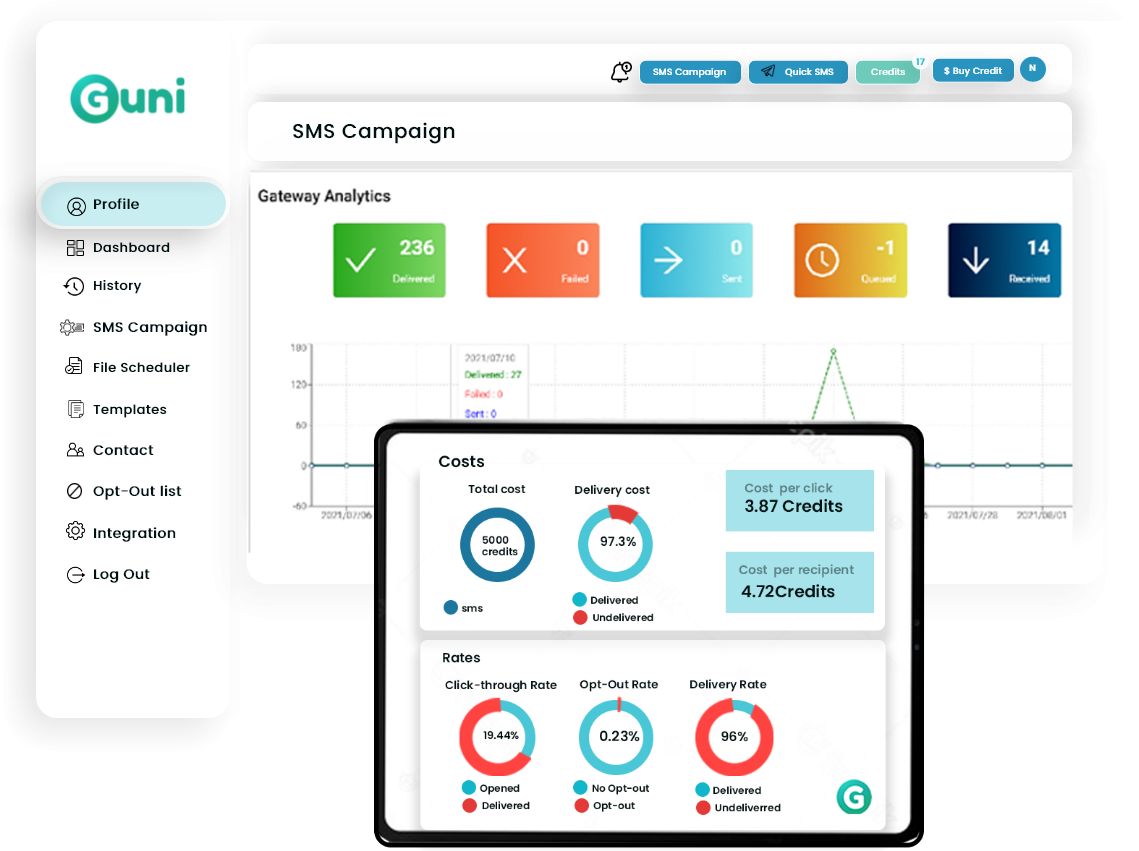 Guni
Profile
Dashboard
History
SMS Campaign
File Scheduler
Templates
Contact
Opt-Out list
Integration
Log Out
SMS Campaign
Quick SMS
Credits
17
$ Buy Credit
N
SMS Campaign
Gateway Analytics
236
Delivered
0
Failed
0
Sent
-1
Queued
14
Received
180
120
60
0
-60
2021/07/10
Delivered : 27
Failed : 0
Sent : 0
2021/07/06
2021/07/28
2021/08/01
Costs
Total cost
5000
credits
sms
Delivery cost
97.3%
Delivered
Undelivered
Cost per click
3.87 Credits
Cost per recipient
4.72Credits
Rates
Click-through Rate
19.44%
Opened
Delivered
Opt-Out Rate
0.23%
No Opt-out
Opt-out
Delivery Rate
96%
Delivered
Undeliverred
G